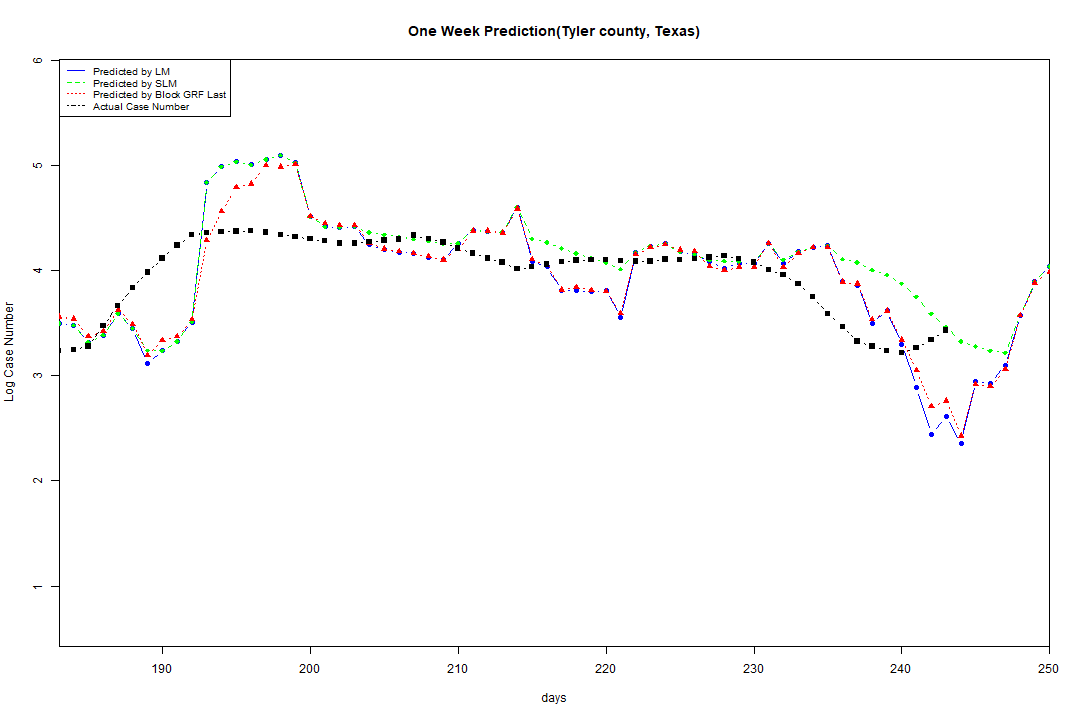 One Week Prediction(Tyler county, Texas)
Predicted by LM
Predicted by SLM
Predicted by Block GRF Last
Actual Case Number
6
5
4
3
2
1
Log Case Number
190 200 210 220 230 240 250
days